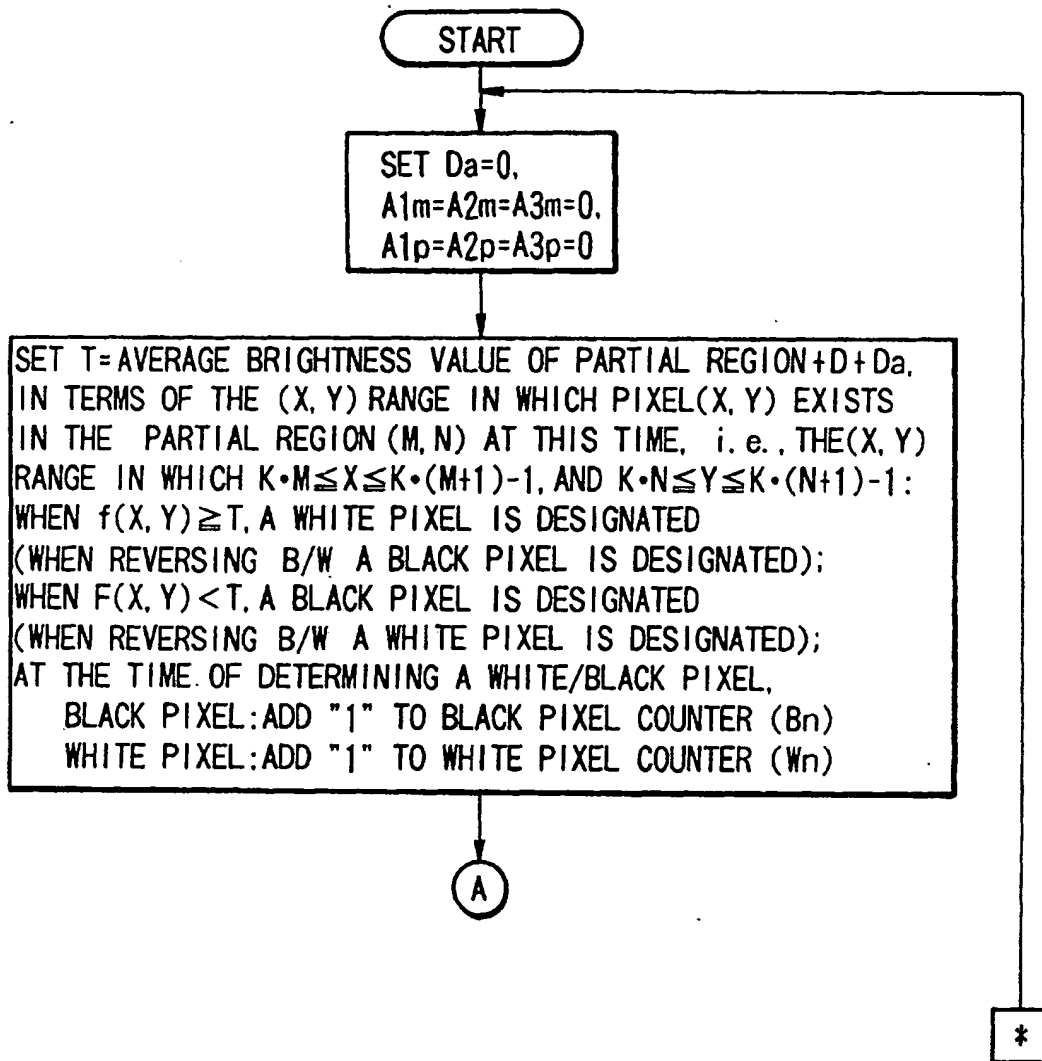 START
SET Da=0,
A1m=A2m=A3m=0,
A1p=A2p=A3p=0
SET T=AVERAGE BRIGHTNESS VALUE OF PARTIAL REGION+D+Da,
IN TERMS OF THE (X, Y) RANGE IN WHICH PIXEL(X, Y) EXISTS
IN THE PARTIAL REGION (M, N) AT THIS TIME, i. e., THE(X, Y)
RANGE IN WHICH K•M≦X≦K•(M+1)-1, AND K•N≦Y≦K•(N+1)-1:
WHEN f(X, Y)≧T, A WHITE PIXEL IS DESIGNATED
(WHEN REVERSING B/W A BLACK PIXEL IS DESIGNATED);
WHEN F(X, Y)<T, A BLACK PIXEL IS DESIGNATED
(WHEN REVERSING B/W A WHITE PIXEL IS DESIGNATED);
AT THE TIME OF DETERMINING A WHITE/BLACK PIXEL,
BLACK PIXEL:ADD "1" TO BLACK PIXEL COUNTER (Bn)
WHITE PIXEL:ADD "1" TO WHITE PIXEL COUNTER (Wn)
A
*